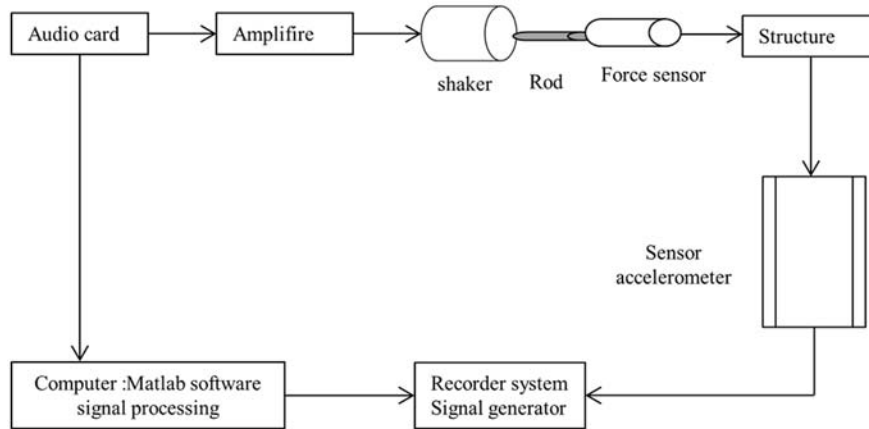 Audio card
Amplifire
shaker
Rod
Force sensor
Structure
Sensor
accelerometer
Computer :Matlab software
signal processing
Recorder system
Signal generator